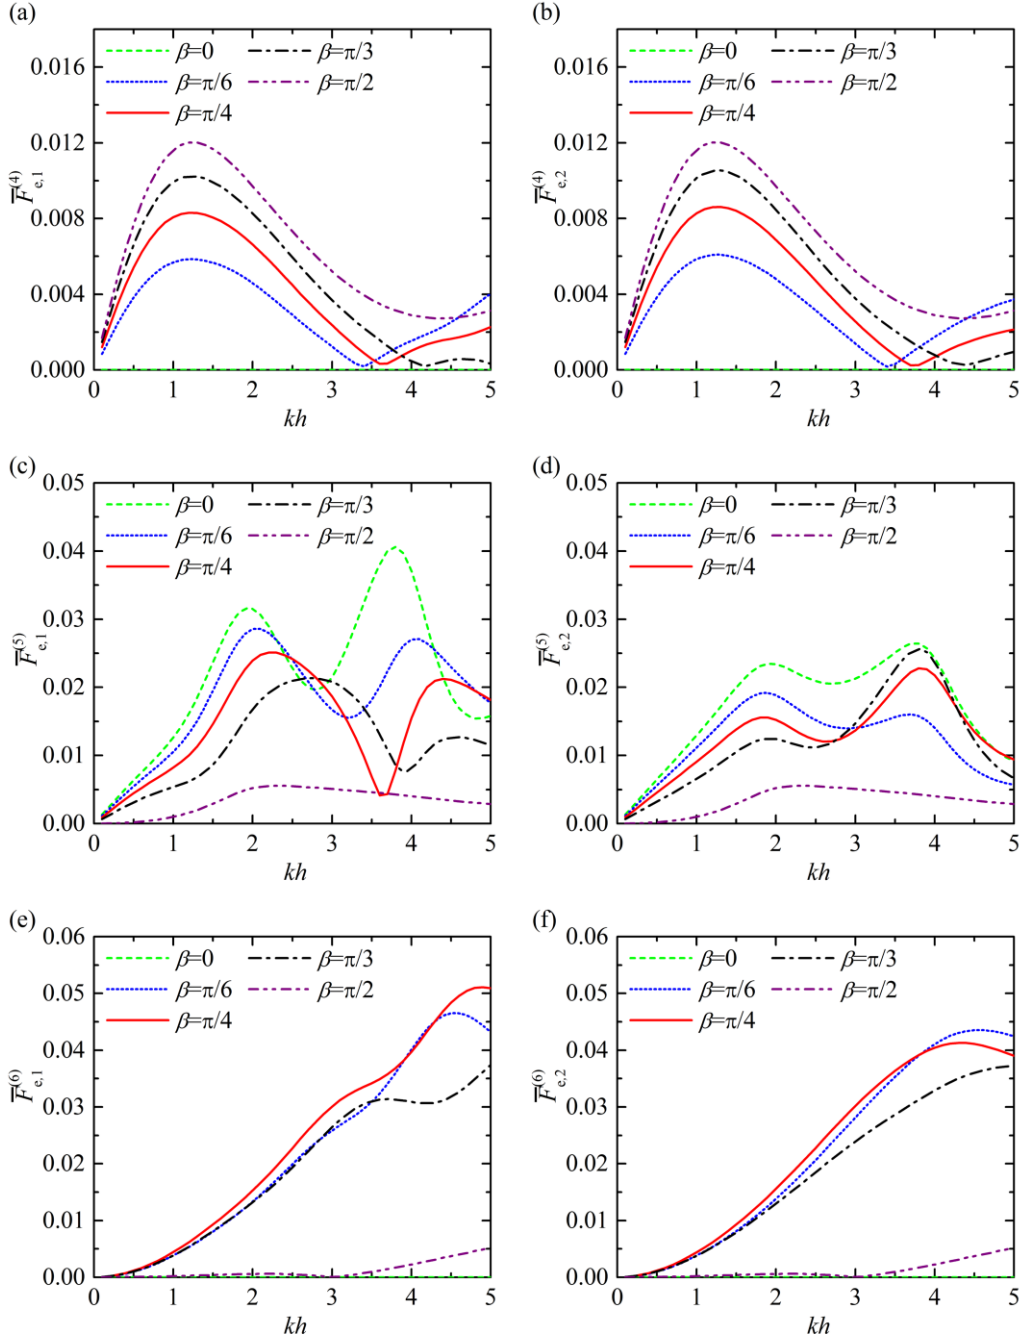 (a)
β=0 β=π/3
β=π/6 β=π/2
β=π/4
0.016
0.012
0.008
0.004
0.000
F̅_{e,1}^{(4)}
0 1 2 3 4 5
kh
(b)
β=0 β=π/3
β=π/6 β=π/2
β=π/4
0.016
0.012
0.008
0.004
0.000
F̅_{e,2}^{(4)}
0 1 2 3 4 5
kh
(c)
β=0 β=π/3
β=π/6 β=π/2
β=π/4
0.05
0.04
0.03
0.02
0.01
0.00
F̅_{e,1}^{(5)}
0 1 2 3 4 5
kh
(d)
β=0 β=π/3
β=π/6 β=π/2
β=π/4
0.05
0.04
0.03
0.02
0.01
0.00
F̅_{e,2}^{(5)}
0 1 2 3 4 5
kh
(e)
β=0 β=π/3
β=π/6 β=π/2
β=π/4
0.06
0.05
0.04
0.03
0.02
0.01
0.00
F̅_{e,1}^{(6)}
0 1 2 3 4 5
kh
(f)
β=0 β=π/3
β=π/6 β=π/2
β=π/4
0.06
0.05
0.04
0.03
0.02
0.01
0.00
F̅_{e,2}^{(6)}
0 1 2 3 4 5
kh